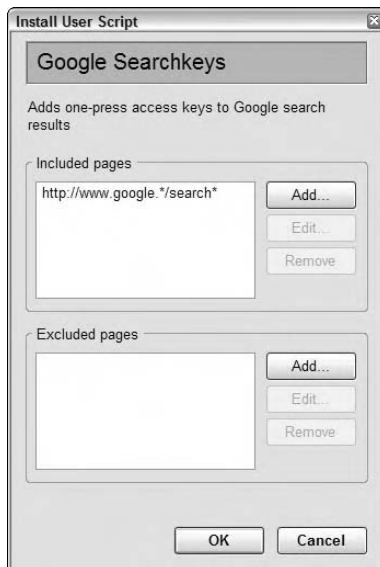 Install User Script
Google Searchkeys
Adds one-press access keys to Google search
results
Included pages
http://www.google.*/search*
Add...
Edit...
Remove
Excluded pages
Add...
Edit...
Remove
OK
Cancel